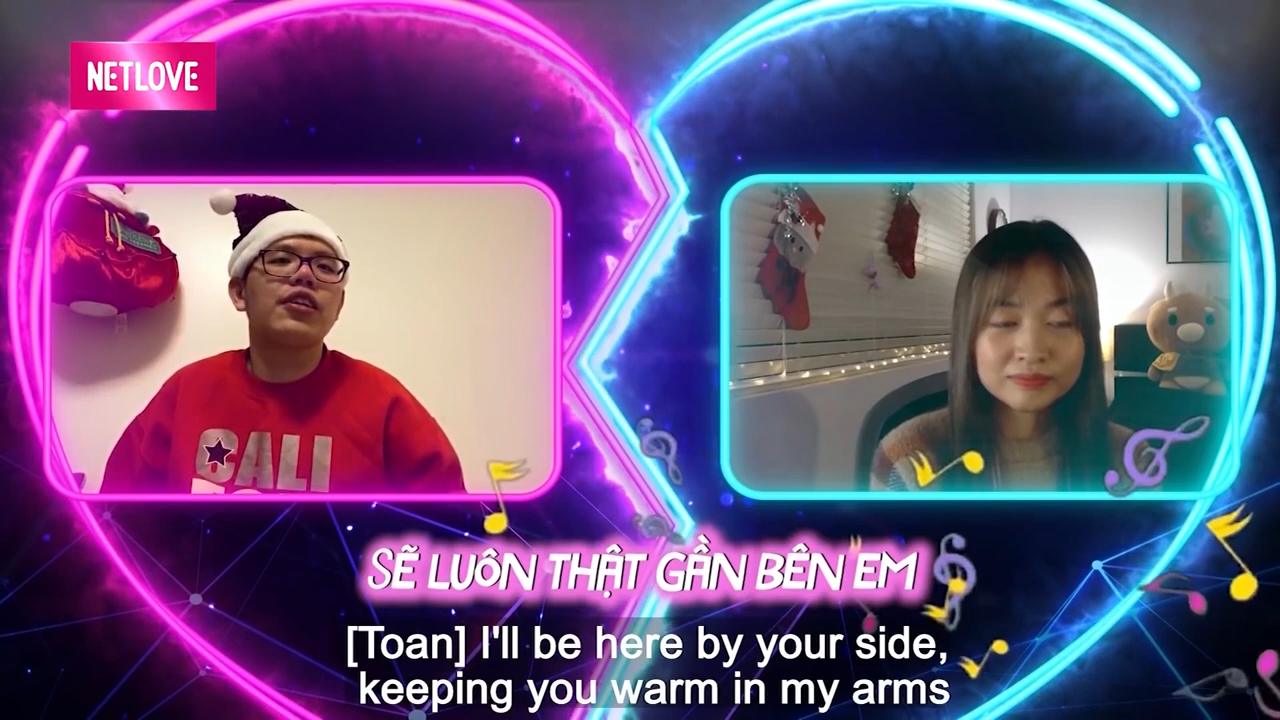 NETLOVE
CALI
SẼ LUÔN THẬT GẦN BÊN EM
[Toan] I'll be here by your side,
keeping you warm in my arms